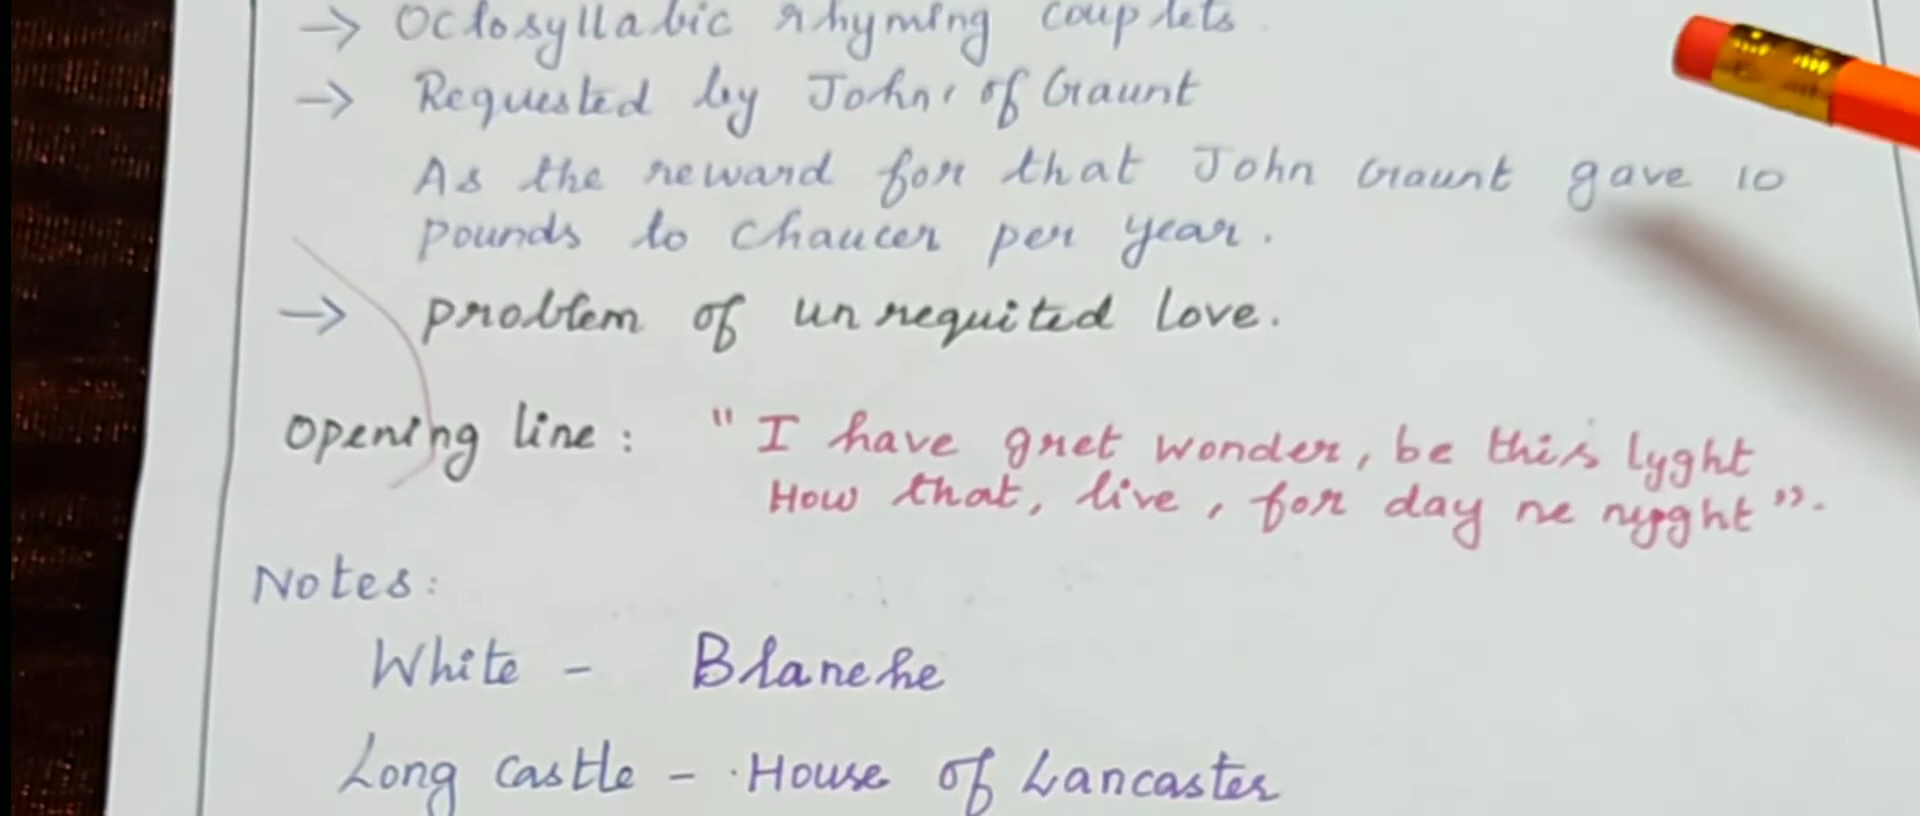 → Octosyllabic rhyming couplets
→ Requested by John, of Gaunt
As the reward for that John Gaunt gave 10
pounds to Chaucer per year.
→ problem of unrequited love.
Opening line: "I have gret wonder, be this lyght
How that, live, for day ne nyght".
Notes:
White - Blanche
Long castle - House of Lancaster